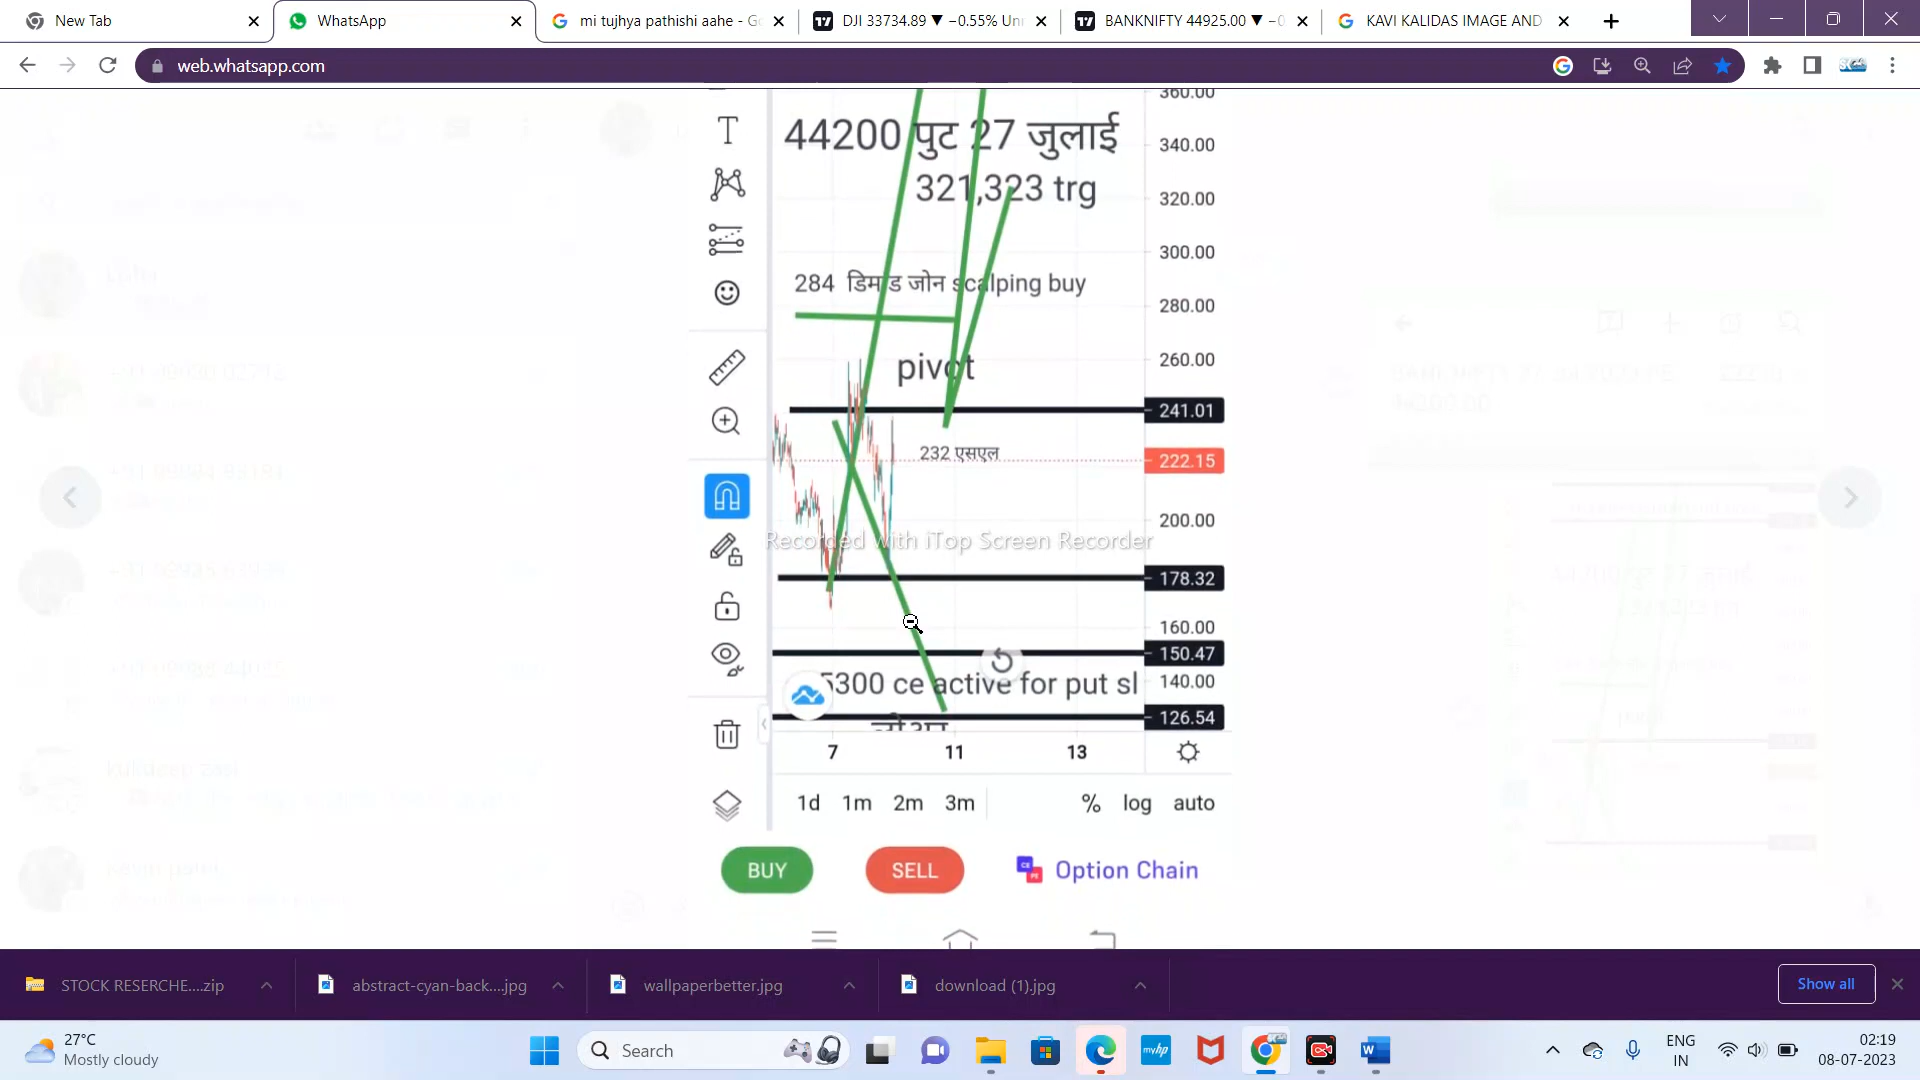 New Tab
WhatsApp
mi tujhya pathishi aahe - Go
DJI 33734.89 ▼ −0.55% Un
BANKNIFTY 44925.00 ▼ −0
KAVI KALIDAS IMAGE AND
web.whatsapp.com
360.00
44200 पुट 27 जुलाई
340.00
321,323 trg
320.00
300.00
284 डिमांड जोन scalping buy
280.00
pivot
260.00
241.01
232 एसएल
222.15
200.00
Recorded with iTop Screen Recorder
178.32
160.00
150.47
5300 ce active for put sl
140.00
126.54
7 11 13
1d 1m 2m 3m % log auto
BUY SELL Option Chain
STOCK RESERCHE....zip
abstract-cyan-back....jpg
wallpaperbetter.jpg
download (1).jpg
Show all
27°C
Mostly cloudy
Search
myhp
ENG
IN
02:19
08-07-2023